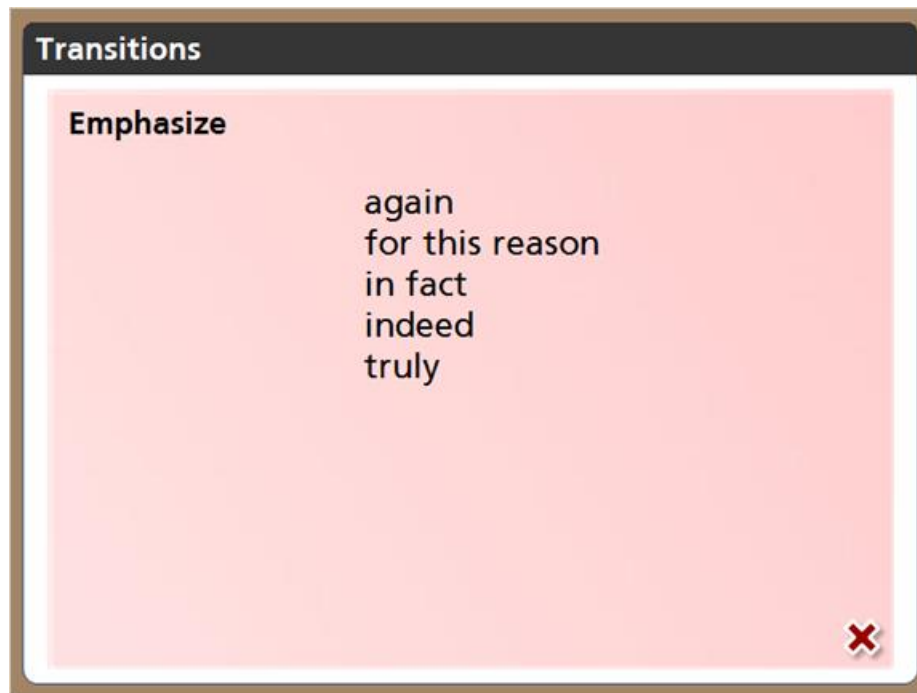 Transitions
Emphasize
again
for this reason
in fact
indeed
truly